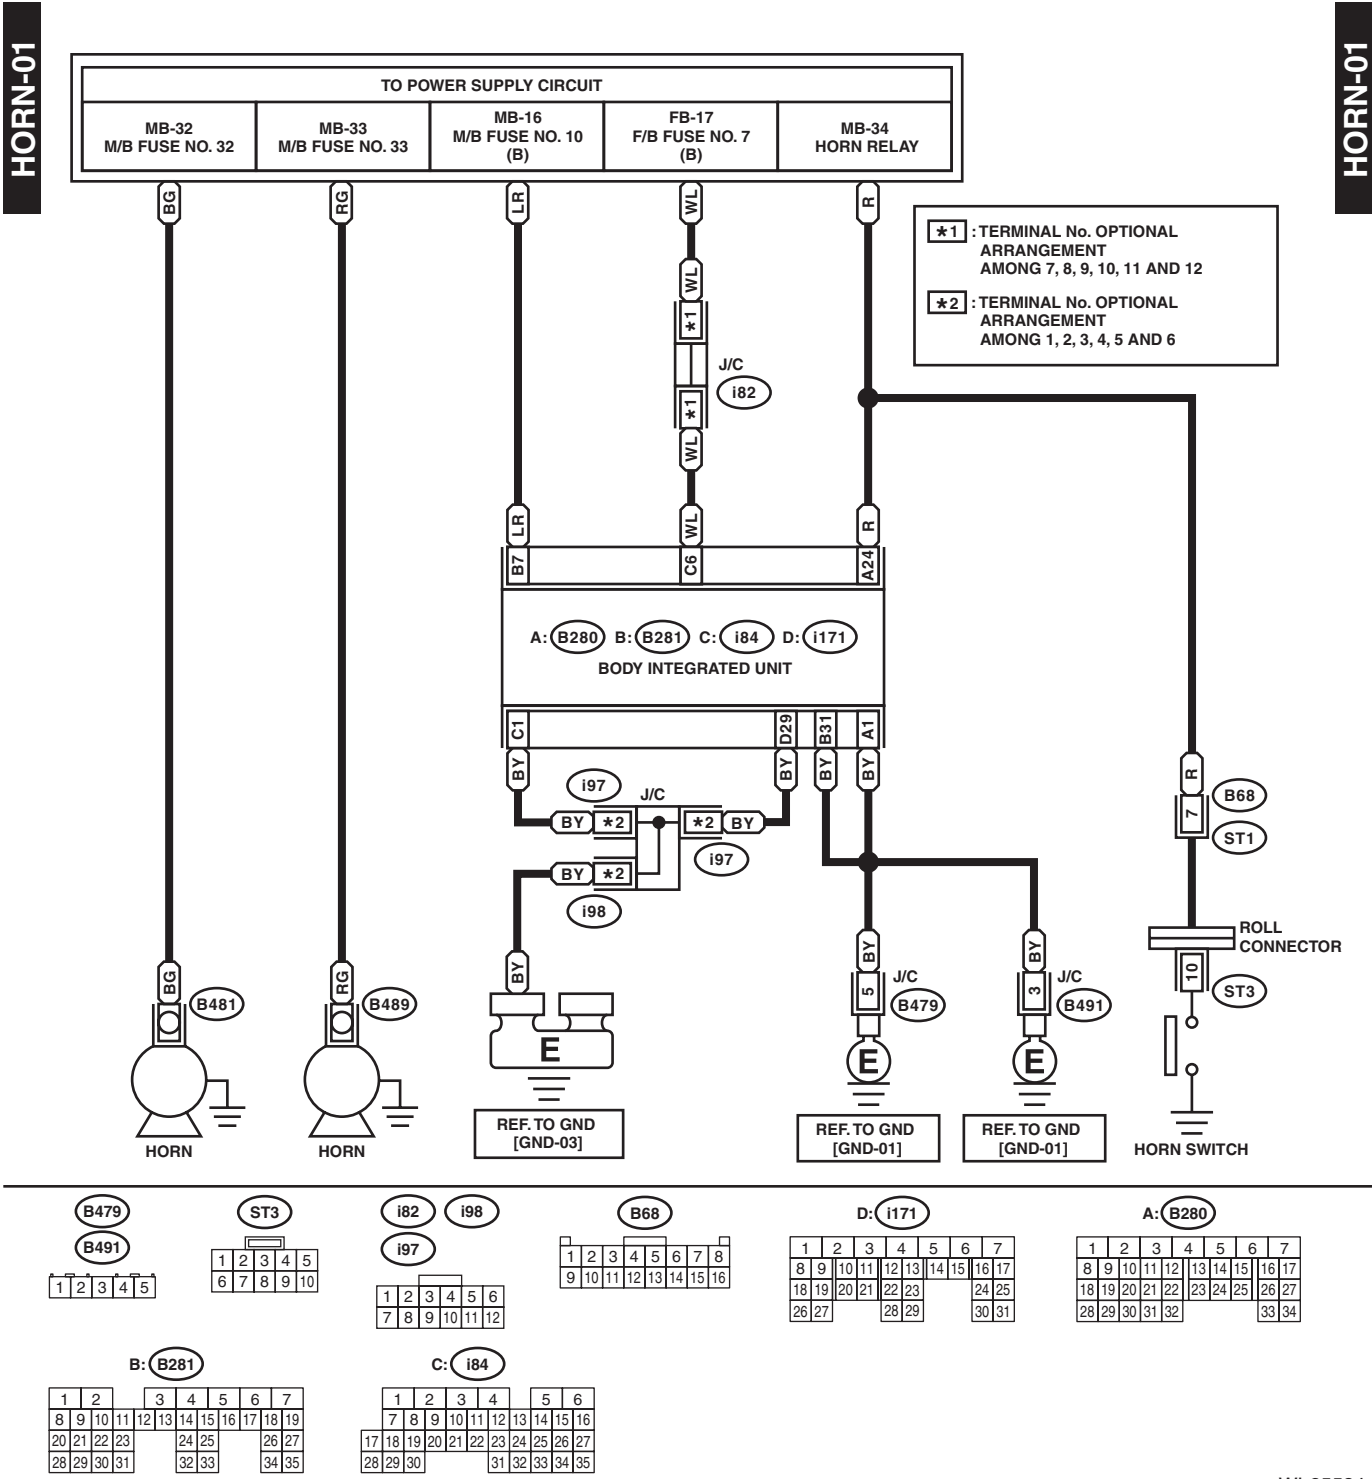 HORN-01
HORN-01
TO POWER SUPPLY CIRCUIT
MB-32
M/B FUSE NO. 32
MB-33
M/B FUSE NO. 33
MB-16
M/B FUSE NO. 10
(B)
FB-17
F/B FUSE NO. 7
(B)
MB-34
HORN RELAY
BG
RG
LR
WL
R
*1 : TERMINAL No. OPTIONAL
ARRANGEMENT
AMONG 7, 8, 9, 10, 11 AND 12
*2 : TERMINAL No. OPTIONAL
ARRANGEMENT
AMONG 1, 2, 3, 4, 5 AND 6
WL
*1
J/C
i82
*1
WL
LR
WL
R
B7
C6
A24
A: B280 B: B281 C: i84 D: i171
BODY INTEGRATED UNIT
C1
D29
B31
A1
BY
BY
BY
BY
i97
J/C
BY *2
*2 BY
i97
BY *2
i98
R
7
B68
ST1
ROLL
CONNECTOR
10
ST3
BG
B481
RG
B489
BY
E
BY
5
J/C
B479
E
BY
3
J/C
B491
E
HORN
HORN
REF. TO GND
[GND-03]
REF. TO GND
[GND-01]
REF. TO GND
[GND-01]
HORN SWITCH
B479
B491
1 2 3 4 5
ST3
1 2 3 4 5
6 7 8 9 10
i82 i98
i97
1 2 3 4 5 6
7 8 9 10 11 12
B68
1 2 3 4 5 6 7 8
9 10 11 12 13 14 15 16
D: i171
1 2 3 4 5 6 7
8 9 10 11 12 13 14 15 16 17
18 19 20 21 22 23 24 25
26 27 28 29 30 31
A: B280
1 2 3 4 5 6 7
8 9 10 11 12 13 14 15 16 17
18 19 20 21 22 23 24 25 26 27
28 29 30 31 32 33 34
B: B281
1 2 3 4 5 6 7
8 9 10 11 12 13 14 15 16 17 18 19
20 21 22 23 24 25 26 27
28 29 30 31 32 33 34 35
C: i84
1 2 3 4 5 6
7 8 9 10 11 12 13 14 15 16
17 18 19 20 21 22 23 24 25 26 27
28 29 30 31 32 33 34 35